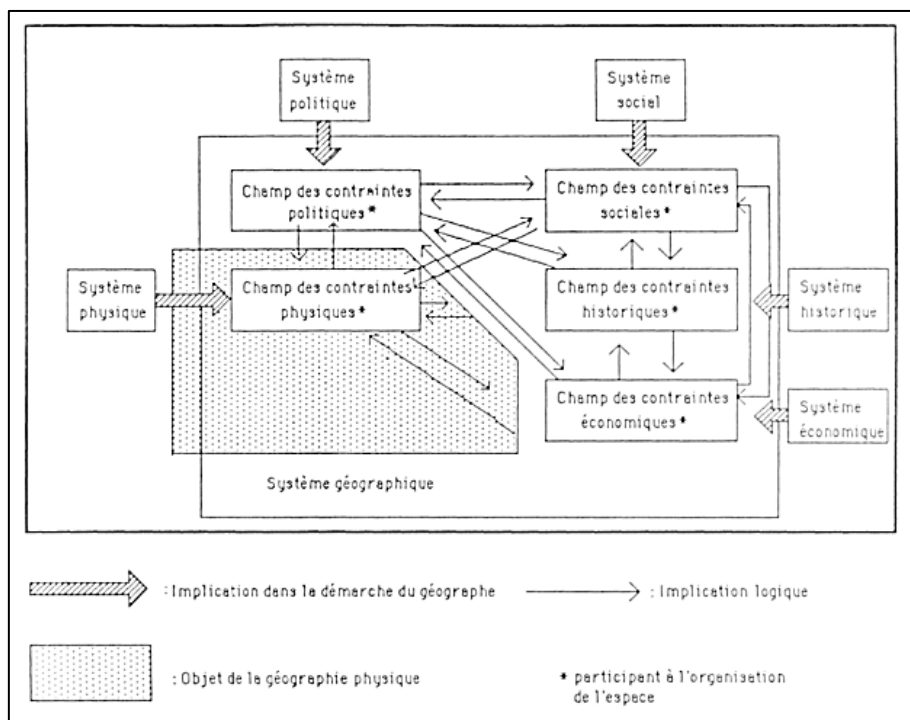 Système
politique
Système
social
Champ des contraintes
politiques*
Champ des contraintes
sociales*
Système
physique
Champ des contraintes
physiques*
Champ des contraintes
historiques*
Système
historique
Champ des contraintes
économiques*
Système
économique
Système géographique
: Implication dans la démarche du géographe
: Implication logique
: Objet de la géographie physique
* participant à l'organisation
de l'espace